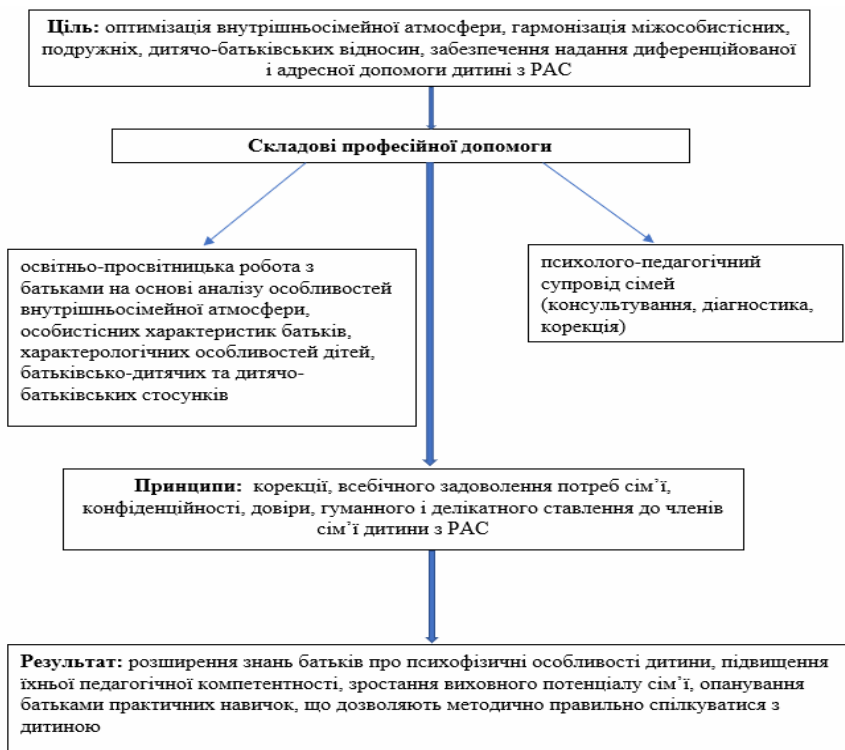 Ціль: оптимізація внутрішньосімейної атмосфери, гармонізація міжособистісних,
подружніх, дитячо-батьківських відносин, забезпечення надання диференційованої
і адресної допомоги дитині з РАС
Складові професійної допомоги
освітньо-просвітницька робота з
батьками на основі аналізу особливостей
внутрішньосімейної атмосфери,
особистісних характеристик батьків,
характерологічних особливостей дітей,
батьківсько-дитячих та дитячо-
батьківських стосунків
психолого-педагогічний
супровід сімей
(консультування, діагностика,
корекція)
Принципи: корекції, всебічного задоволення потреб сім’ї,
конфіденційності, довіри, гуманного і делікатного ставлення до членів
сім’ї дитини з РАС
Результат: розширення знань батьків про психофізичні особливості дитини, підвищення
їхньої педагогічної компетентності, зростання виховного потенціалу сім’ї, опанування
батьками практичних навичок, що дозволяють методично правильно спілкуватися з
дитиною